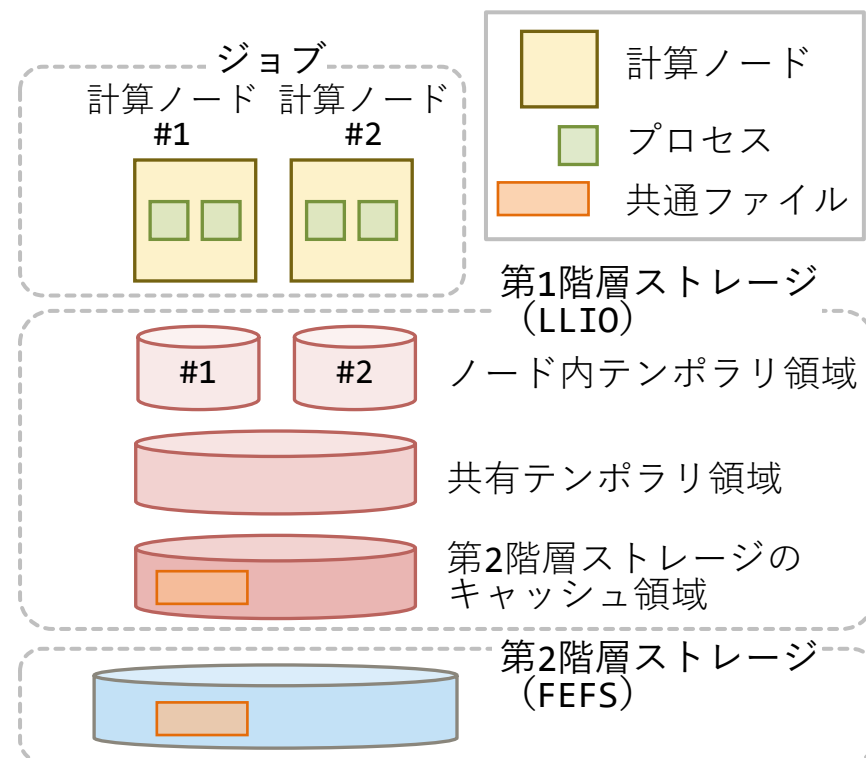 ジョブ
計算ノード
#1
計算ノード
#2
計算ノード
プロセス
共通ファイル
第1階層ストレージ
（LLIO）
#1
#2
ノード内テンポラリ領域
共有テンポラリ領域
第2階層ストレージの
キャッシュ領域
第2階層ストレージ
（FEFS）